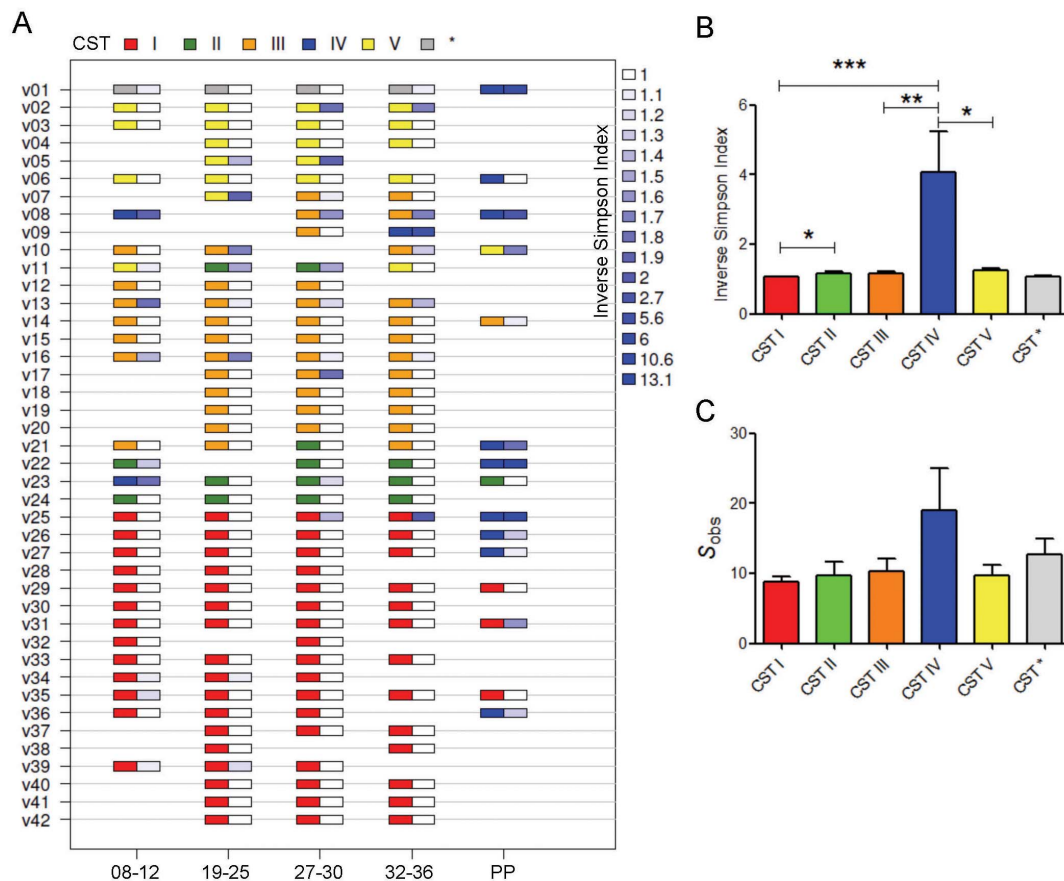 A
CST I II III IV V *
v01
v02
v03
v04
v05
v06
v07
v08
v09
v10
v11
v12
v13
v14
v15
v16
v17
v18
v19
v20
v21
v22
v23
v24
v25
v26
v27
v28
v29
v30
v31
v32
v33
v34
v35
v36
v37
v38
v39
v40
v41
v42
08-12 19-25 27-30 32-36 PP
Inverse Simpson Index
1
1.1
1.2
1.3
1.4
1.5
1.6
1.7
1.8
1.9
2
2.7
5.6
6
10.6
13.1
B
***
**
*
*
Inverse Simpson Index
6
4
2
0
CST I CST II CST III CST IV CST V CST *
C
Sobs
30
20
10
0
CST I CST II CST III CST IV CST V CST *